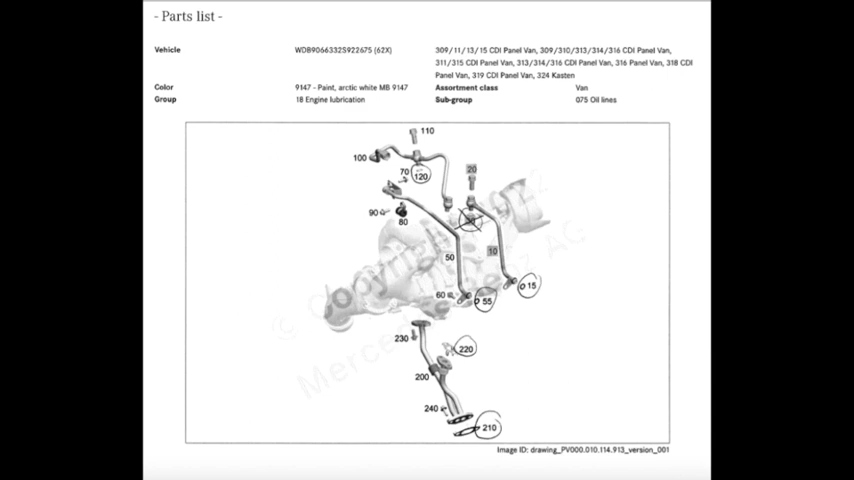 - Parts list -
Vehicle
WDB9066332S922675 (62X)
309/11/13/15 CDI Panel Van, 309/310/313/314/316 CDI Panel Van,
311/315 CDI Panel Van, 313/314/316 CDI Panel Van, 316 Panel Van, 318 CDI
Panel Van, 319 CDI Panel Van, 324 Kasten
Color
9147 - Paint, arctic white MB 9147
Assortment class
Van
Group
18 Engine lubrication
Sub-group
075 Oil lines
110
100
70
120
20
90
80
50
10
60
55
15
230
220
200
240
210
Image ID: drawing_PV000.010.114.913_version_001